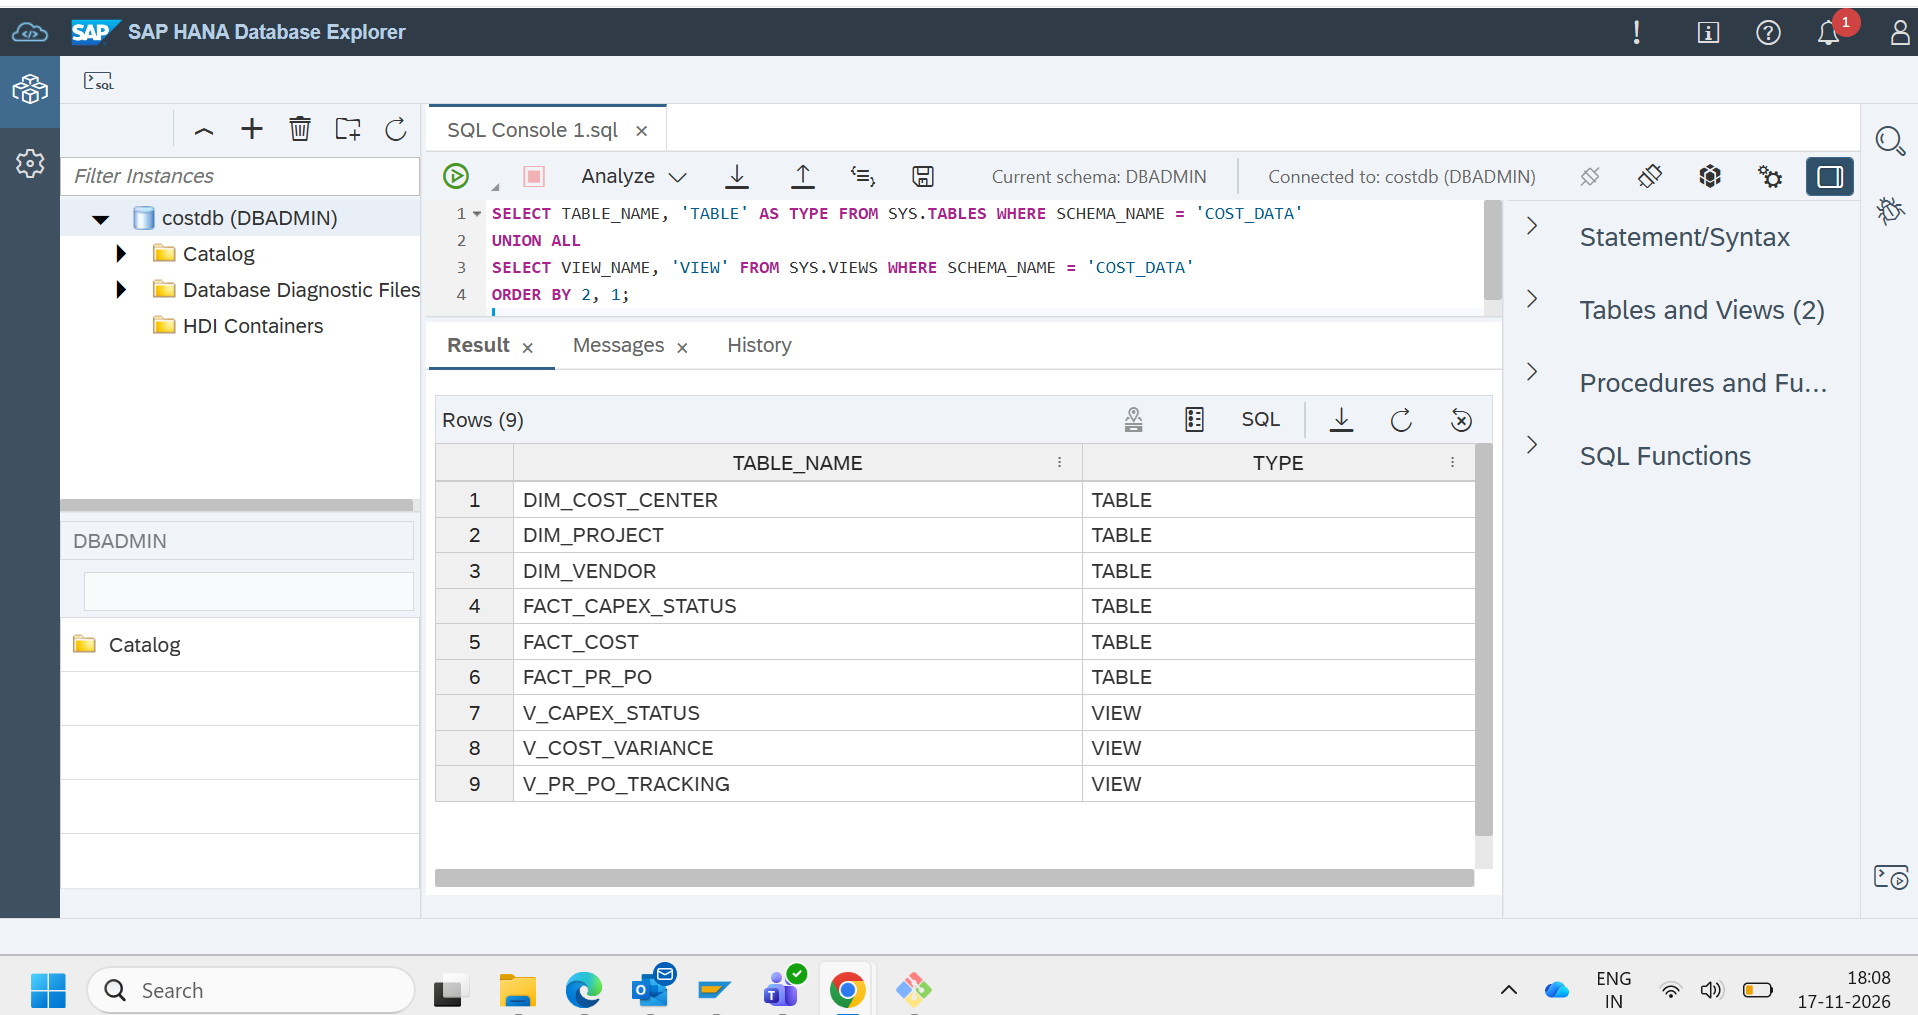 SAP SAP HANA Database Explorer
1
SQL
SQL Console 1.sql
Filter Instances
Analyze
Current schema: DBADMIN
Connected to: costdb (DBADMIN)
costdb (DBADMIN)
Catalog
Database Diagnostic Files
HDI Containers
1 SELECT TABLE_NAME, 'TABLE' AS TYPE FROM SYS.TABLES WHERE SCHEMA_NAME = 'COST_DATA'
2 UNION ALL
3 SELECT VIEW_NAME, 'VIEW' FROM SYS.VIEWS WHERE SCHEMA_NAME = 'COST_DATA'
4 ORDER BY 2, 1;
Statement/Syntax
Tables and Views (2)
Procedures and Fu...
SQL Functions
Result
Messages
History
Rows (9)
SQL
TABLE_NAME TYPE
1 DIM_COST_CENTER TABLE
2 DIM_PROJECT TABLE
3 DIM_VENDOR TABLE
4 FACT_CAPEX_STATUS TABLE
5 FACT_COST TABLE
6 FACT_PR_PO TABLE
7 V_CAPEX_STATUS VIEW
8 V_COST_VARIANCE VIEW
9 V_PR_PO_TRACKING VIEW
DBADMIN
Catalog
Search
ENG
IN
18:08
17-11-2026